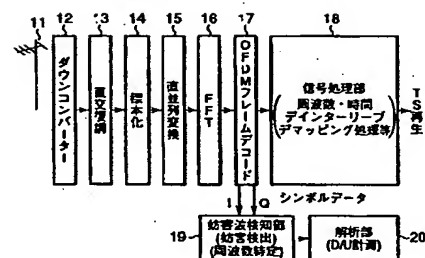 11
12
13
14
15
16
17
18
ダウンコンバーター
直交復調
標本化
直並列変換
FFT
OFDMフレームデコード
信号処理部
(周波数・時間
デインターリーブ
デマッピング処理等)
TS再生
I
Q
シンボルデータ
19
妨害波検知部
(妨害検出)
(周波数特定)
解析部
(D/U計測)
20